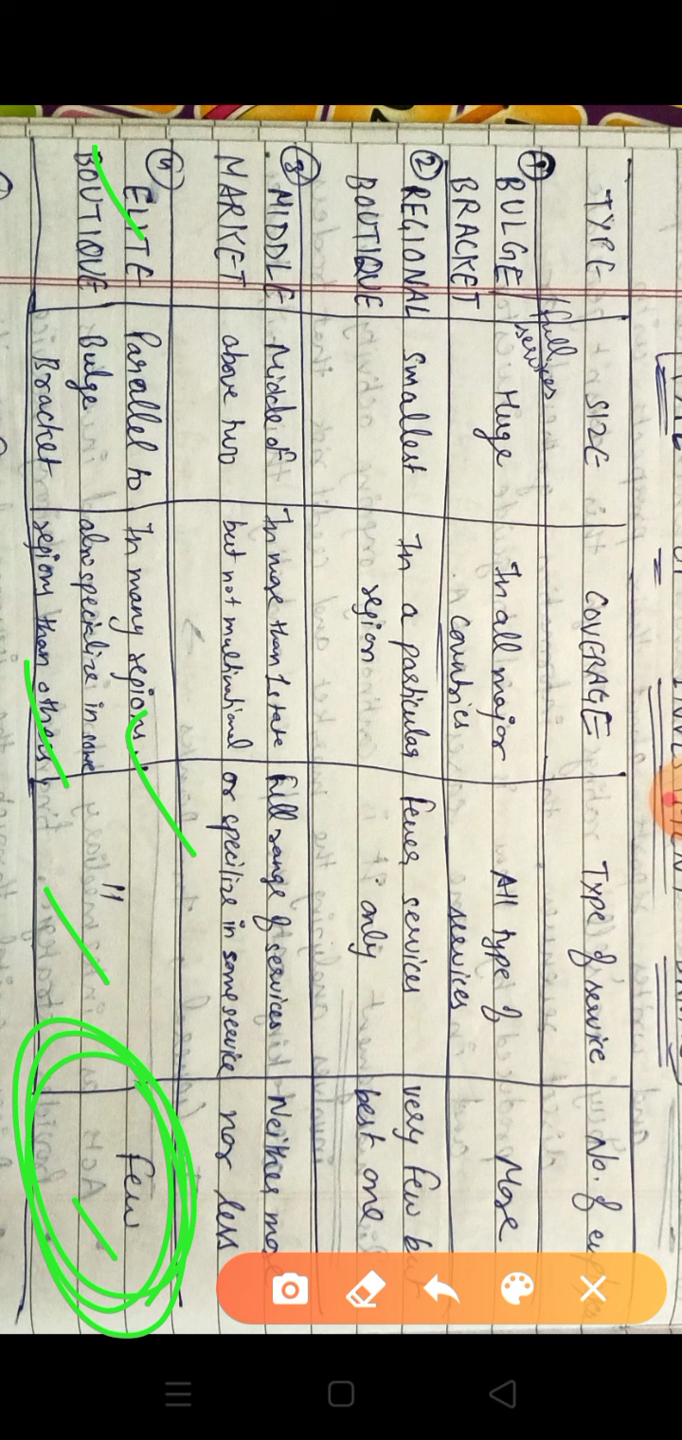 TYPE SIZE COVERAGE Type of service No. of
① BULGE (full services Huge In all major All type of More
BRACKET countries services
② REGIONAL smallest In a particular fewer services very few but
BOUTIQUE region only best one.
③ MIDDLE Middle of In more than 1 state full range of services Neither more
MARKET above two but not multinational or specilize in some service nor less
④ ELITE Parallel to In many regions. " few
BOUTIQUE Bulge also specialize in some
Bracket regions than others